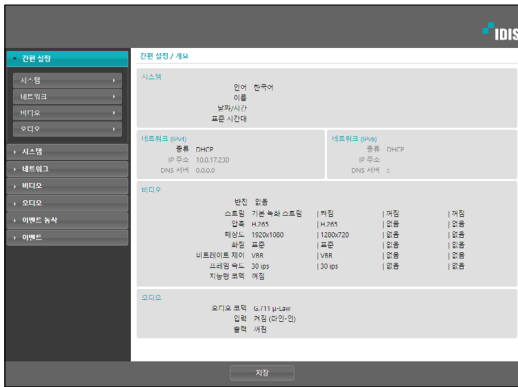 IDIS
간편 설정
시스템
네트워크
비디오
오디오
시스템
네트워크
비디오
오디오
이벤트 동작
이벤트
간편 설정 / 개요
시스템
언어 한국어
이름
날짜/시간
표준 시간대
네트워크 (IPv4)
종류 DHCP
IP 주소 10.0.17.230
DNS 서버 0.0.0.0
네트워크 (IPv6)
종류 DHCP
IP 주소
DNS 서버 ::
비디오
반전 없음
스트림 기본 녹화 스트림 | 켜짐 | 꺼짐 | 꺼짐
압축 H.265 | H.265 | 없음 | 없음
해상도 1920x1080 | 1280x720 | 없음 | 없음
화질 표준 | 표준 | 없음 | 없음
비트레이트 제어 VBR | VBR | 없음 | 없음
프레임 속도 30 ips | 30 ips | 없음 | 없음
지능형 코덱 꺼짐
오디오
오디오 코덱 G.711 μ-Law
입력 꺼짐 (라인-인)
출력 꺼짐
저장